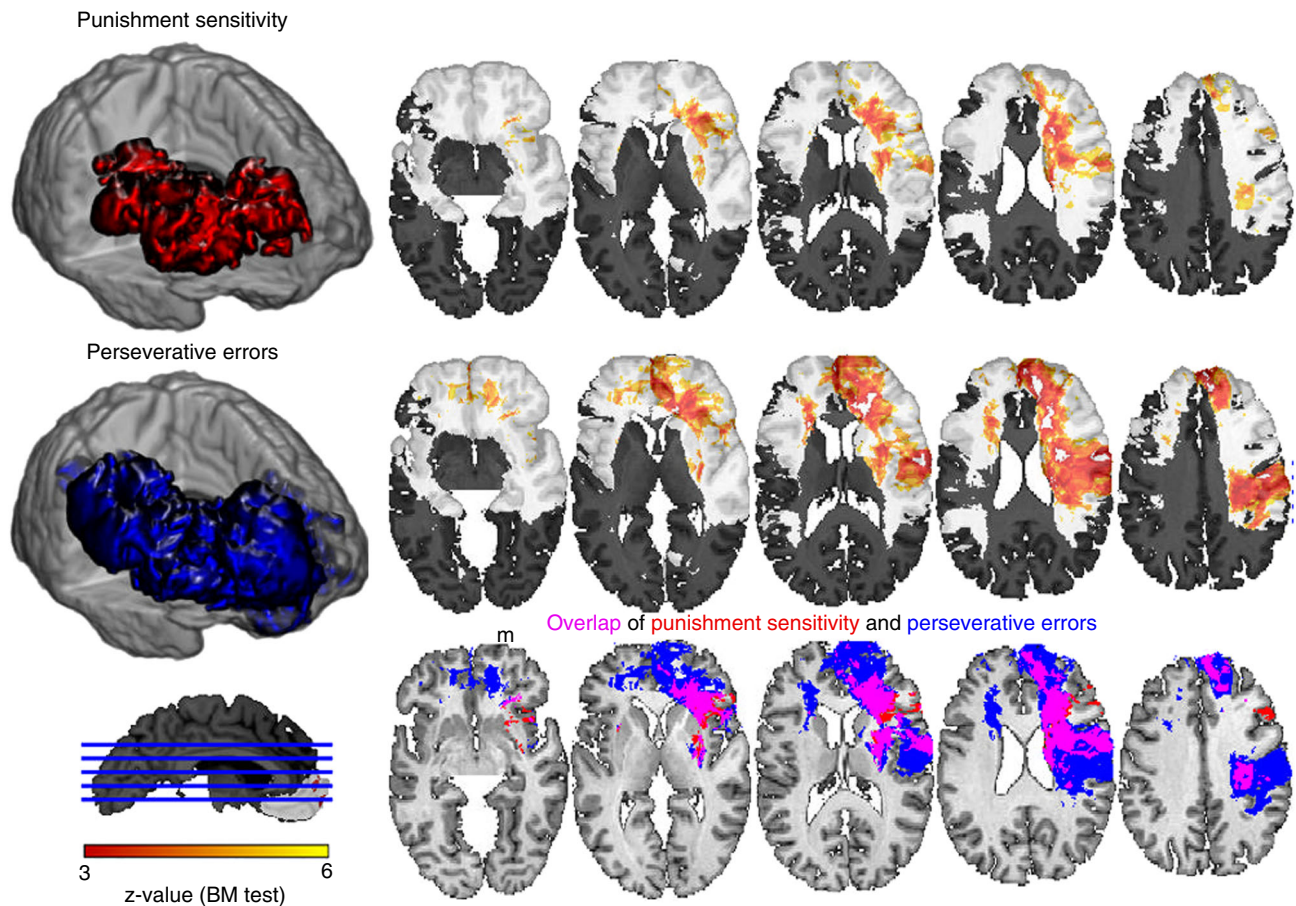 Punishment sensitivity
Perseverative errors
Overlap of punishment sensitivity and perseverative errors
m
3 6
z-value (BM test)